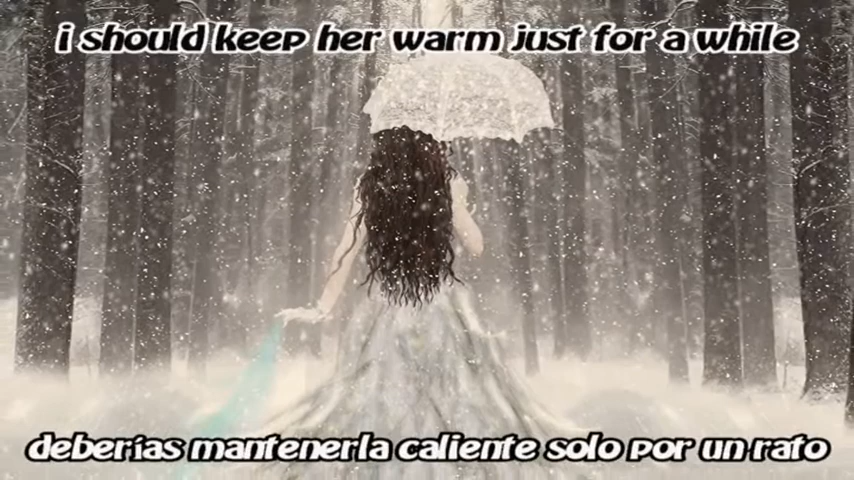 i should keep her warm just for a while
deberías mantenerla caliente solo por un rato